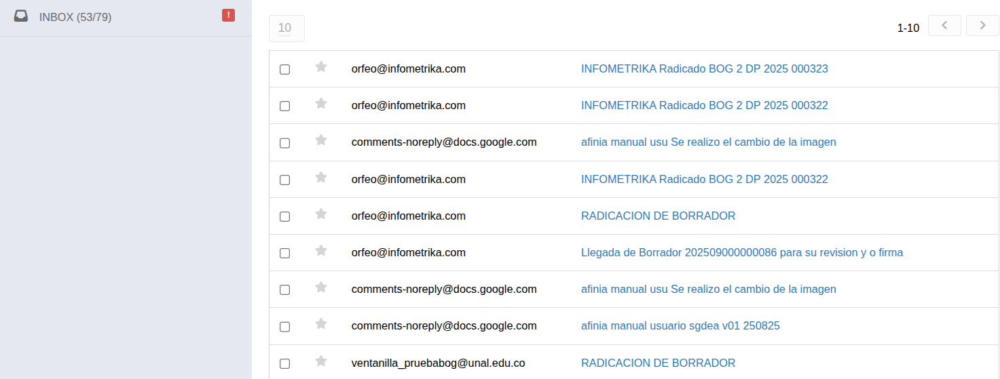 INBOX (53/79) !
10
1-10
orfeo@infometrika.com INFOMETRIKA Radicado BOG 2 DP 2025 000323
orfeo@infometrika.com INFOMETRIKA Radicado BOG 2 DP 2025 000322
comments-noreply@docs.google.com afinia manual usu Se realizo el cambio de la imagen
orfeo@infometrika.com INFOMETRIKA Radicado BOG 2 DP 2025 000322
orfeo@infometrika.com RADICACION DE BORRADOR
orfeo@infometrika.com Llegada de Borrador 202509000000086 para su revision y o firma
comments-noreply@docs.google.com afinia manual usu Se realizo el cambio de la imagen
comments-noreply@docs.google.com afinia manual usuario sgdea v01 250825
ventanilla_pruebabog@unal.edu.co RADICACION DE BORRADOR